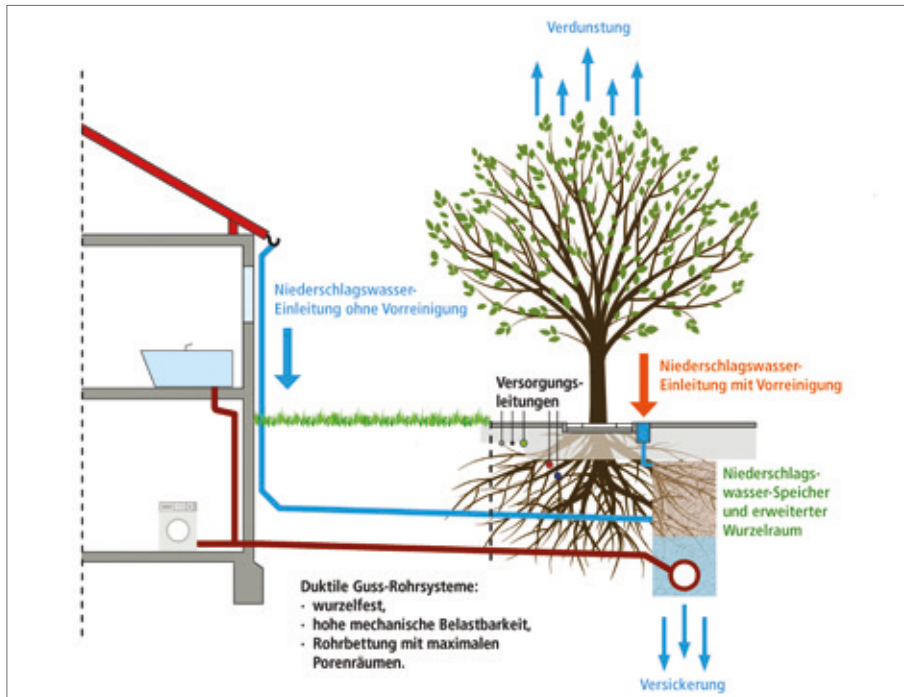 Verdunstung
Niederschlagswasser-
Einleitung ohne Vorreinigung
Niederschlagswasser-
Einleitung mit Vorreinigung
Versorgungs-
leitungen
Niederschlags-
wasser-Speicher
und erweiterter
Wurzelraum
Duktile Guss-Rohrsysteme:
· wurzelfest,
· hohe mechanische Belastbarkeit,
· Rohrbettung mit maximalen
Porenräumen.
Versickerung